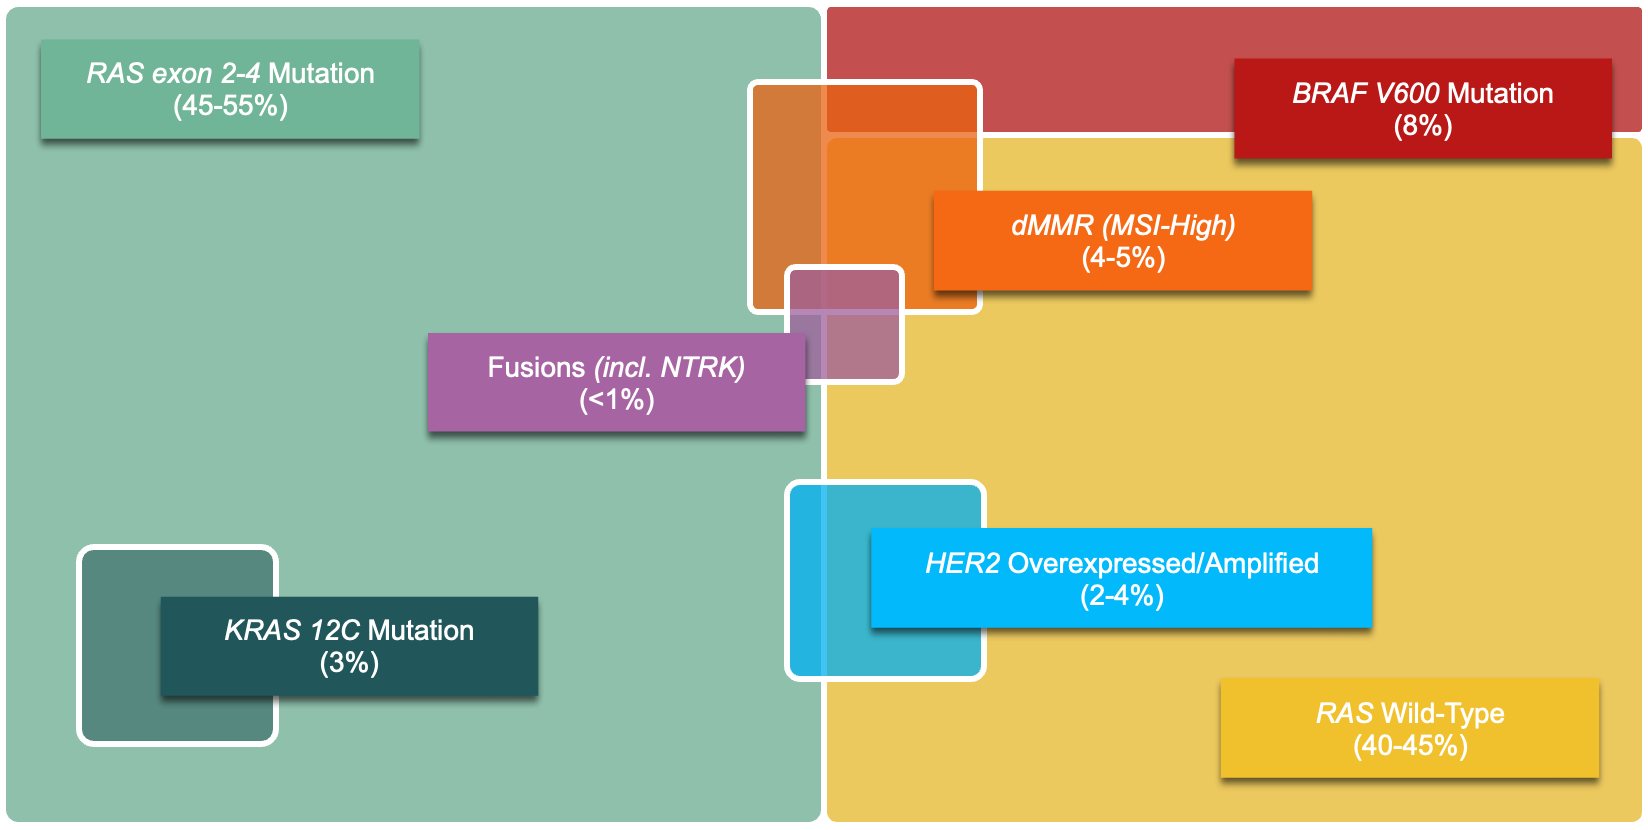 RAS exon 2-4 Mutation
(45-55%)
BRAF V600 Mutation
(8%)
dMMR (MSI-High)
(4-5%)
Fusions (incl. NTRK)
(<1%)
HER2 Overexpressed/Amplified
(2-4%)
KRAS 12C Mutation
(3%)
RAS Wild-Type
(40-45%)